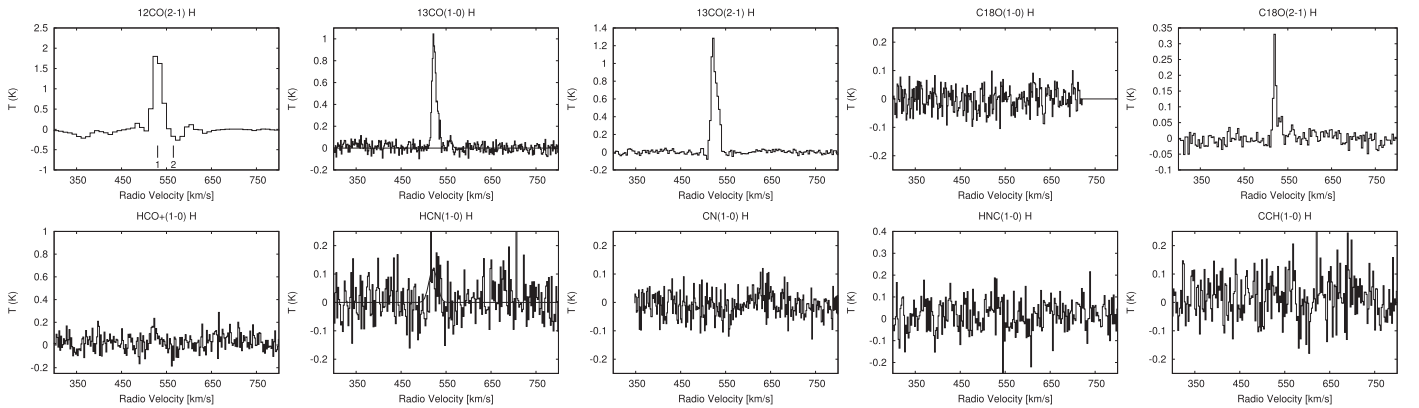 12CO(2-1) H
13CO(1-0) H
13CO(2-1) H
C18O(1-0) H
C18O(2-1) H
2.5
2
1.5
1
0.5
0
-0.5
-1
T (K)
1 2
350 450 550 650 750
Radio Velocity [km/s]
1
0.8
0.6
0.4
0.2
0
-0.2
T (K)
350 450 550 650 750
Radio Velocity [km/s]
1.4
1.2
1
0.8
0.6
0.4
0.2
0
-0.2
T (K)
350 450 550 650 750
Radio Velocity [km/s]
0.2
0.1
0
-0.1
-0.2
T (K)
350 450 550 650 750
Radio Velocity [km/s]
0.35
0.3
0.25
0.2
0.15
0.1
0.05
0
-0.05
-0.1
T (K)
350 450 550 650 750
Radio Velocity [km/s]
HCO+(1-0) H
HCN(1-0) H
CN(1-0) H
HNC(1-0) H
CCH(1-0) H
1
0.8
0.6
0.4
0.2
0
-0.2
T (K)
350 450 550 650 750
Radio Velocity [km/s]
0.2
0.1
0
-0.1
-0.2
T (K)
350 450 550 650 750
Radio Velocity [km/s]
0.2
0.1
0
-0.1
-0.2
T (K)
350 450 550 650 750
Radio Velocity [km/s]
0.4
0.3
0.2
0.1
0
-0.1
-0.2
T (K)
350 450 550 650 750
Radio Velocity [km/s]
0.2
0.1
0
-0.1
-0.2
T (K)
350 450 550 650 750
Radio Velocity [km/s]